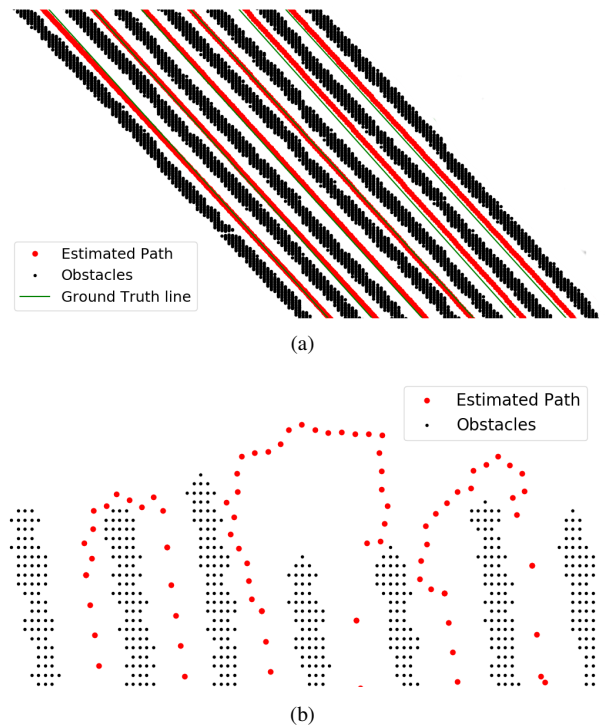 Estimated Path
Obstacles
Ground Truth line
(a)
Estimated Path
Obstacles
(b)